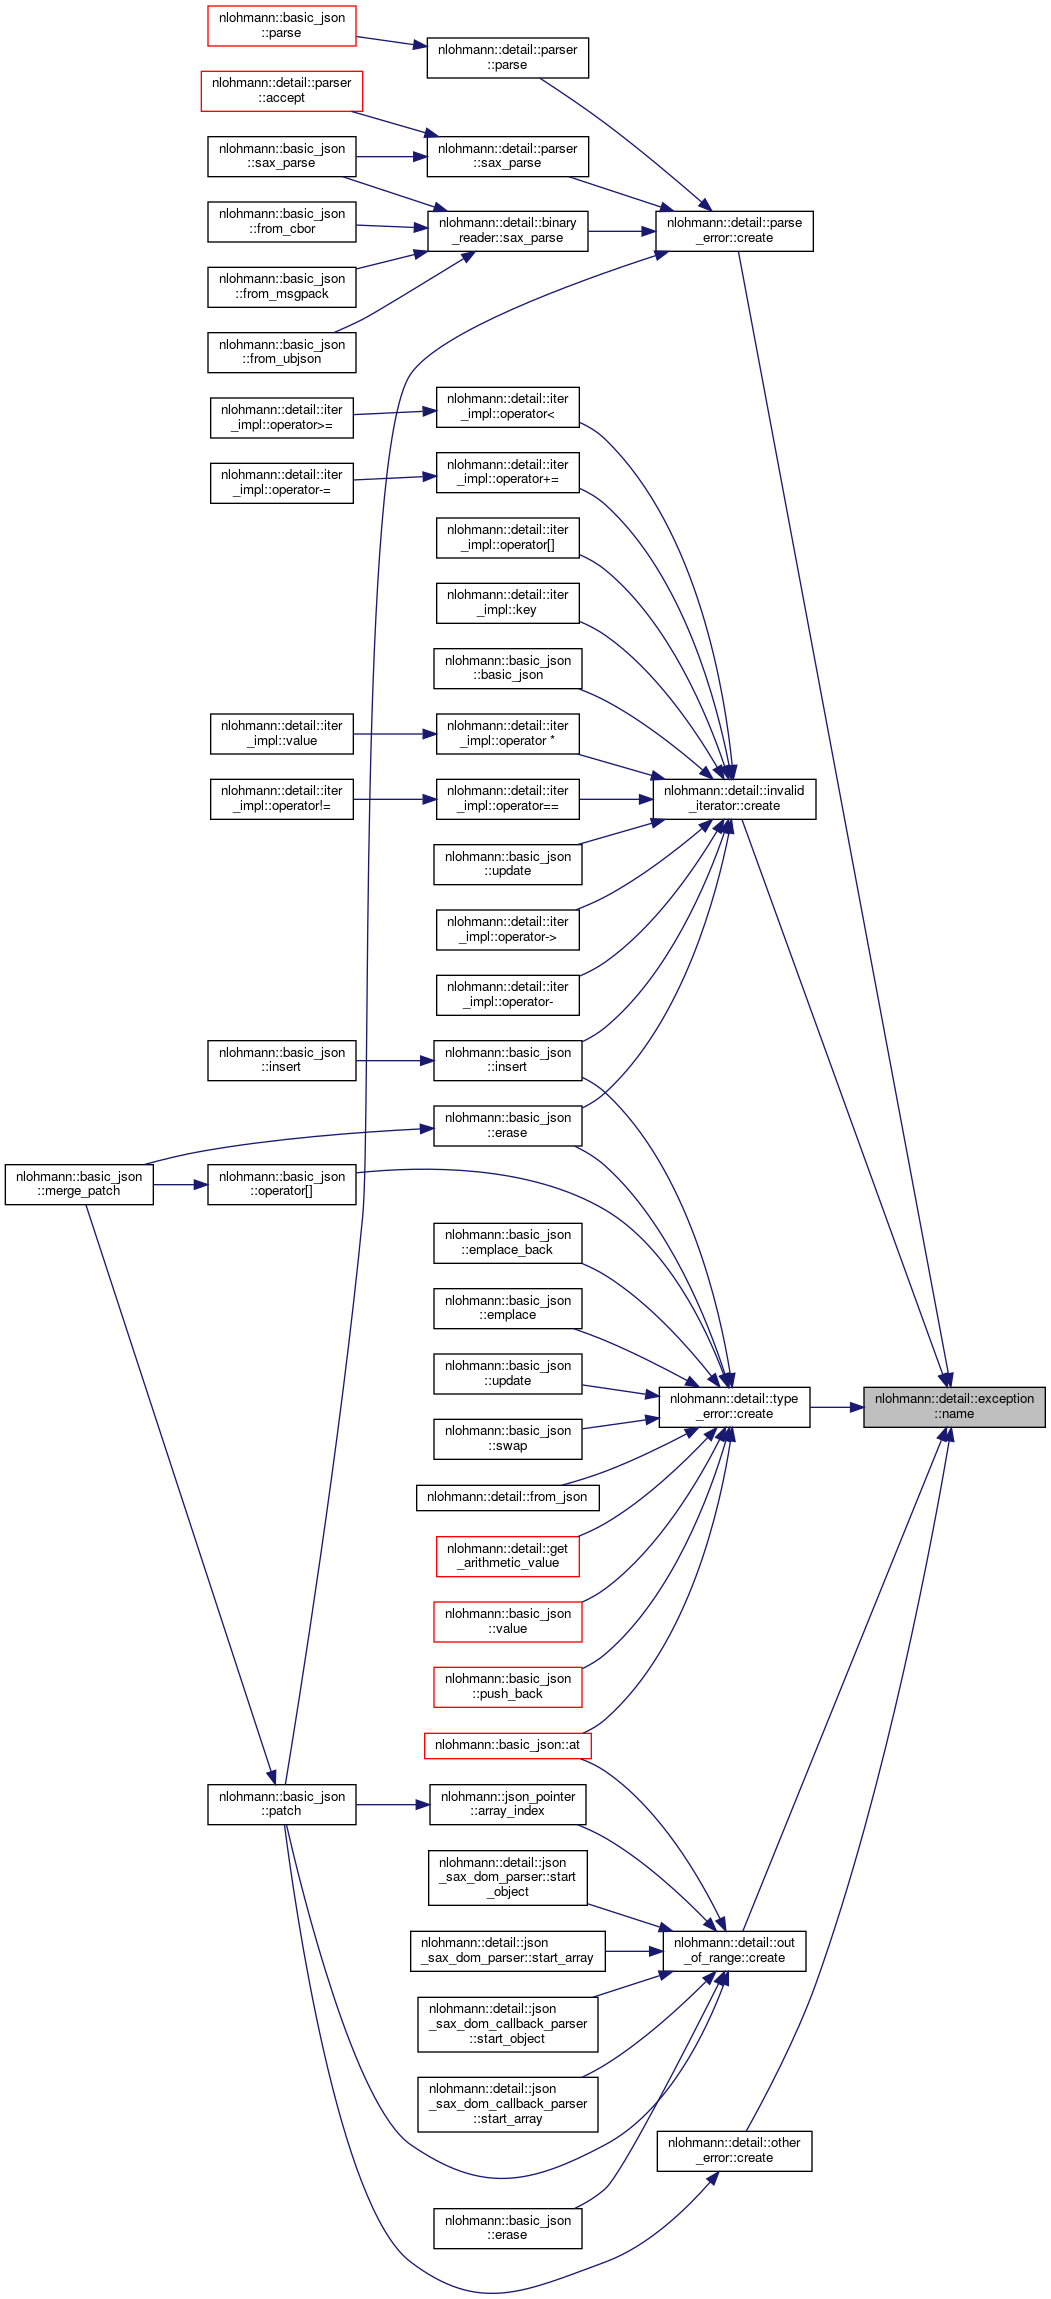 nlohmann::basic_json
::parse
nlohmann::detail::parser
::parse
nlohmann::detail::parser
::accept
nlohmann::basic_json
::sax_parse
nlohmann::detail::parser
::sax_parse
nlohmann::basic_json
::from_cbor
nlohmann::detail::binary
_reader::sax_parse
nlohmann::detail::parse
_error::create
nlohmann::basic_json
::from_msgpack
nlohmann::basic_json
::from_ubjson
nlohmann::detail::iter
_impl::operator>=
nlohmann::detail::iter
_impl::operator<
nlohmann::detail::iter
_impl::operator-=
nlohmann::detail::iter
_impl::operator+=
nlohmann::detail::iter
_impl::operator[]
nlohmann::detail::iter
_impl::key
nlohmann::basic_json
::basic_json
nlohmann::detail::iter
_impl::value
nlohmann::detail::iter
_impl::operator *
nlohmann::detail::iter
_impl::operator!=
nlohmann::detail::iter
_impl::operator==
nlohmann::detail::invalid
_iterator::create
nlohmann::basic_json
::update
nlohmann::detail::iter
_impl::operator->
nlohmann::detail::iter
_impl::operator-
nlohmann::basic_json
::insert
nlohmann::basic_json
::insert
nlohmann::basic_json
::erase
nlohmann::basic_json
::merge_patch
nlohmann::basic_json
::operator[]
nlohmann::basic_json
::emplace_back
nlohmann::basic_json
::emplace
nlohmann::basic_json
::update
nlohmann::detail::type
_error::create
nlohmann::detail::exception
::name
nlohmann::basic_json
::swap
nlohmann::detail::from_json
nlohmann::detail::get
_arithmetic_value
nlohmann::basic_json
::value
nlohmann::basic_json
::push_back
nlohmann::basic_json::at
nlohmann::basic_json
::patch
nlohmann::json_pointer
::array_index
nlohmann::detail::json
_sax_dom_parser::start
_object
nlohmann::detail::json
_sax_dom_parser::start_array
nlohmann::detail::out
_of_range::create
nlohmann::detail::json
_sax_dom_callback_parser
::start_object
nlohmann::detail::json
_sax_dom_callback_parser
::start_array
nlohmann::detail::other
_error::create
nlohmann::basic_json
::erase